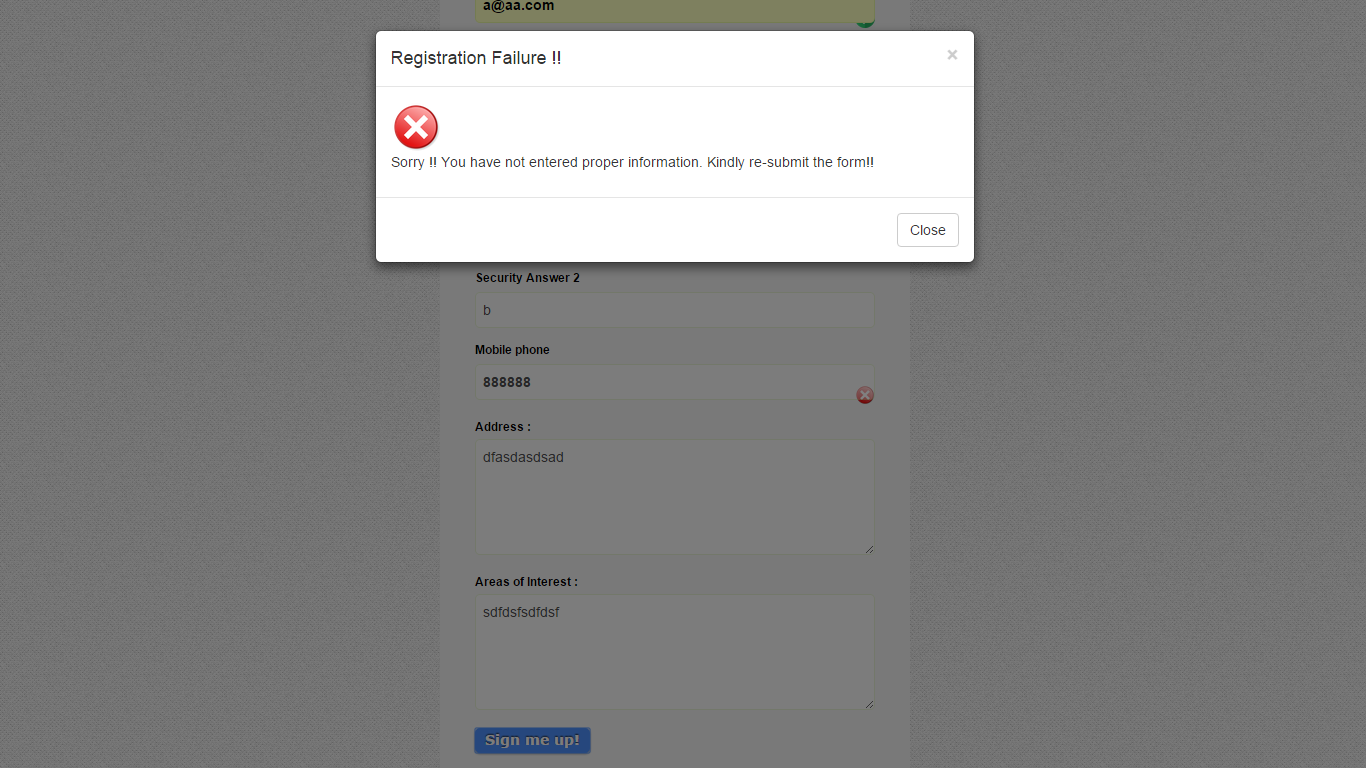 a@aa.com
Registration Failure !!
×
Sorry !! You have not entered proper information. Kindly re-submit the form!!
Close
Security Answer 2
b
Mobile phone
888888
Address :
dfasdasdsad
Areas of Interest :
sdfdsfsdfdsf
Sign me up!